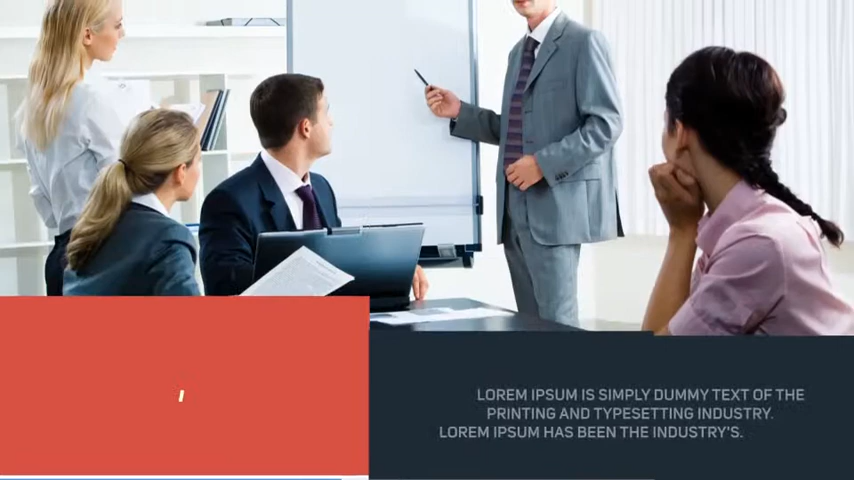 LOREM IPSUM IS SIMPLY DUMMY TEXT OF THE
PRINTING AND TYPESETTING INDUSTRY.
LOREM IPSUM HAS BEEN THE INDUSTRY'S.